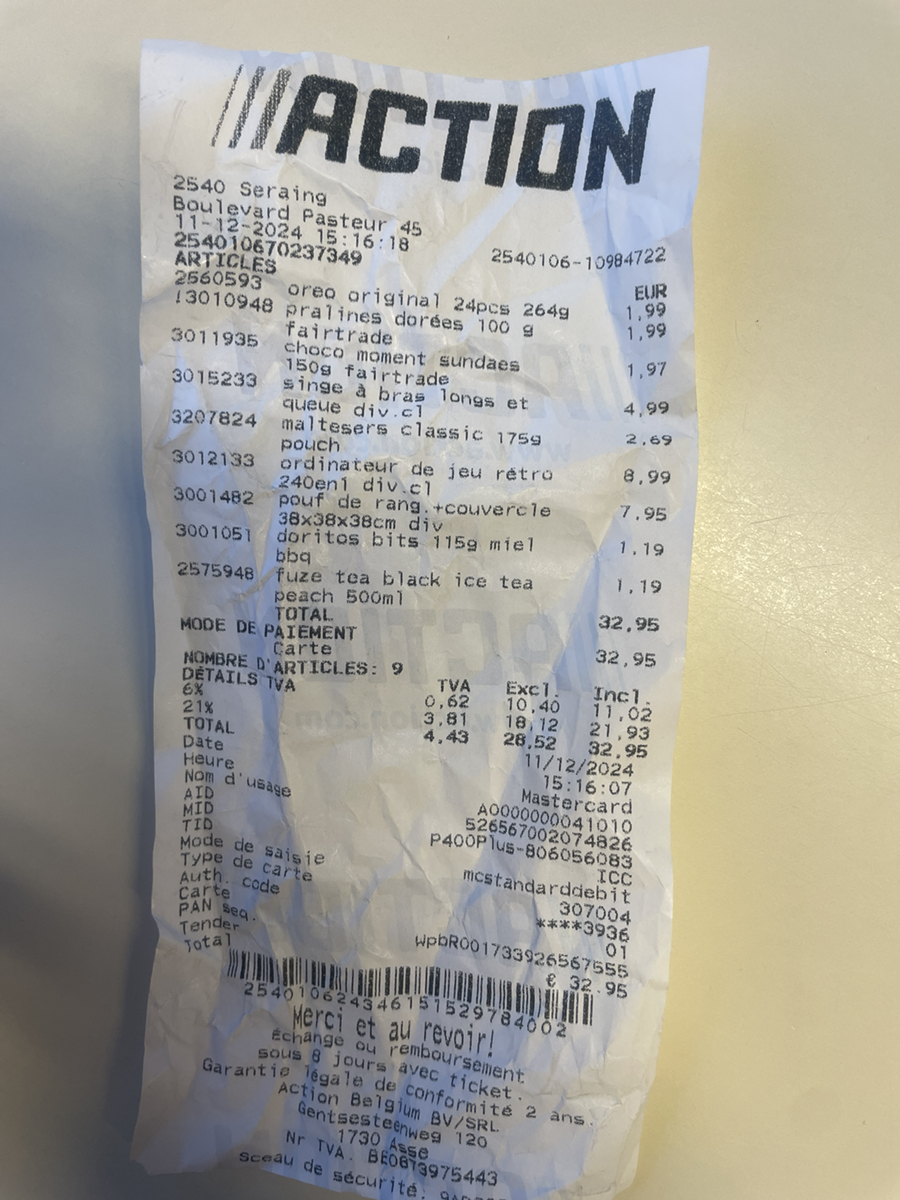 ACTION
2540 Seraing
Boulevard Pasteur 45
11-12-2024 15:16:18
254010670237349 2540106-10984722
ARTICLES EUR
2560593 oreo original 24pcs 264g 1,99
!3010948 pralines dorées 100 g 1,99
fairtrade
3011935 choco moment sundaes 1,97
150g fairtrade
3015233 singe à bras longs et 4,99
queue div.cl
3207824 maltesers classic 175g 2,69
pouch
3012133 ordinateur de jeu rétro 8,99
240en1 div.cl
3001482 pouf de rang.+couvercle 7,95
38x38x38cm div
3001051 doritos bits 115g miel 1,19
bbq
2575948 fuze tea black ice tea 1,19
peach 500ml
TOTAL 32,95
MODE DE PAIEMENT
Carte 32,95
NOMBRE D'ARTICLES: 9
DÉTAILS TVA TVA Excl. Incl.
6% 0,62 10,40 11,02
21% 3,81 18,12 21,93
TOTAL 4,43 28,52 32,95
Date 11/12/2024
Heure 15:16:07
Nom d'usage Mastercard
AID A0000000041010
MID 526567002074826
TID P400Plus-806056083
Mode de saisie ICC
Type de carte mcstandarddebit
Auth. code 307004
Carte ****3936
PAN seq. 01
Tender WpbR001733926567555
Total € 32.95
254010624346151529784002
Merci et au revoir!
Échange ou remboursement
sous 8 jours avec ticket.
Garantie légale de conformité 2 ans.
Action Belgium BV/SRL
Gentsesteenweg 120
1730 Asse
Nr TVA. BE0873975443
Sceau de sécurité: